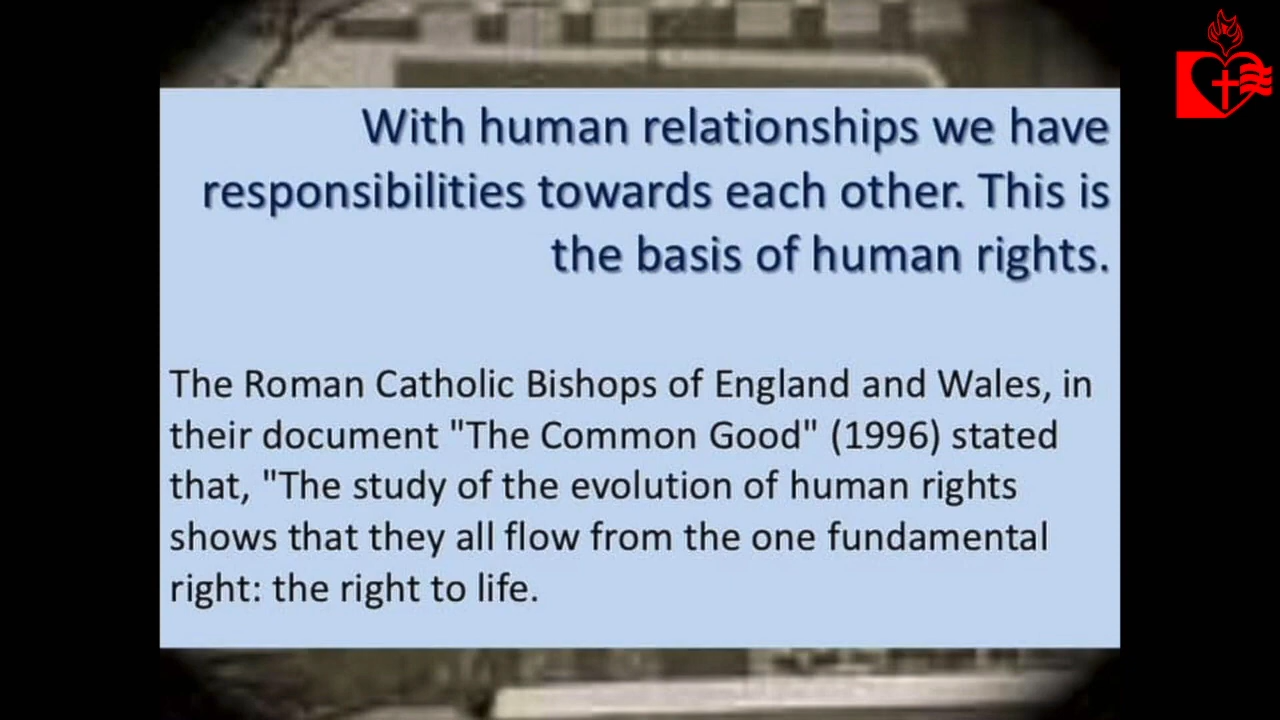 With human relationships we have
responsibilities towards each other. This is
the basis of human rights.
The Roman Catholic Bishops of England and Wales, in
their document "The Common Good" (1996) stated
that, "The study of the evolution of human rights
shows that they all flow from the one fundamental
right: the right to life.